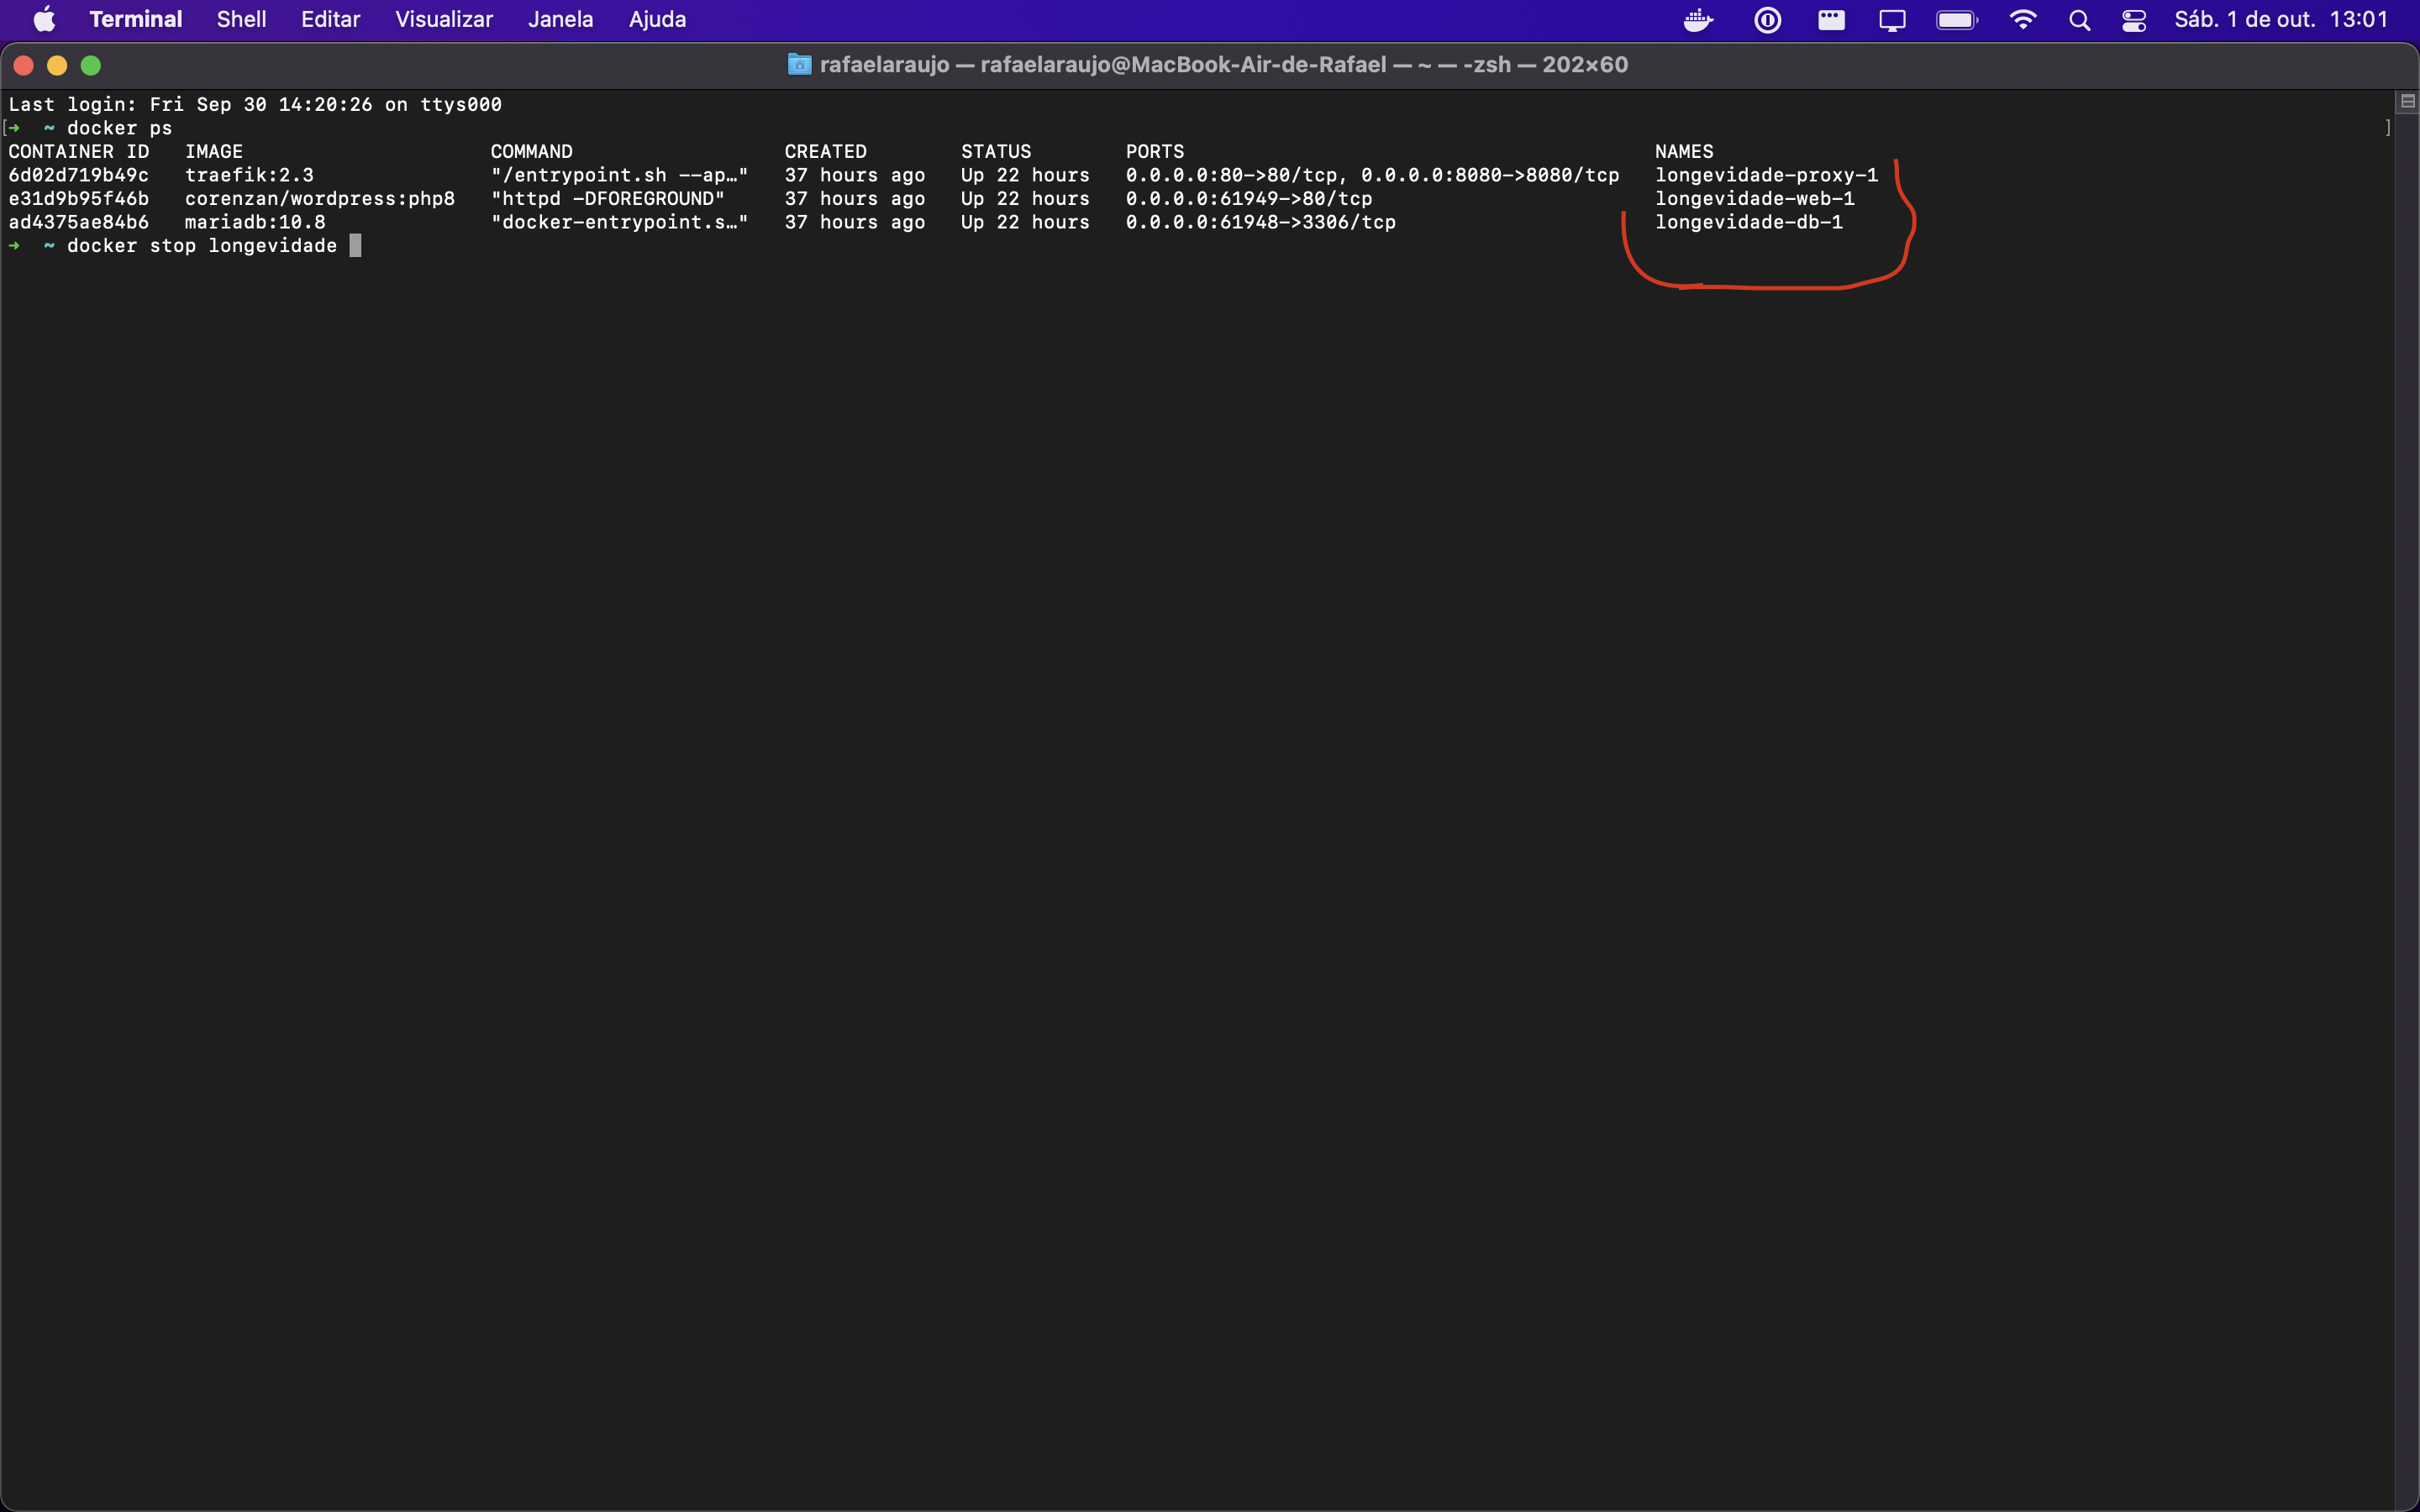 Terminal Shell Editar Visualizar Janela Ajuda Sáb. 1 de out. 13:01
rafaelaraujo — rafaelaraujo@MacBook-Air-de-Rafael — ~ — -zsh — 202×60
Last login: Fri Sep 30 14:20:26 on ttys000
[➜ ~ docker ps ]
CONTAINER ID IMAGE COMMAND CREATED STATUS PORTS NAMES
6d02d719b49c traefik:2.3 "/entrypoint.sh --ap…" 37 hours ago Up 22 hours 0.0.0.0:80->80/tcp, 0.0.0.0:8080->8080/tcp longevidade-proxy-1
e31d9b95f46b corenzan/wordpress:php8 "httpd -DFOREGROUND" 37 hours ago Up 22 hours 0.0.0.0:61949->80/tcp longevidade-web-1
ad4375ae84b6 mariadb:10.8 "docker-entrypoint.s…" 37 hours ago Up 22 hours 0.0.0.0:61948->3306/tcp longevidade-db-1
➜ ~ docker stop longevidade